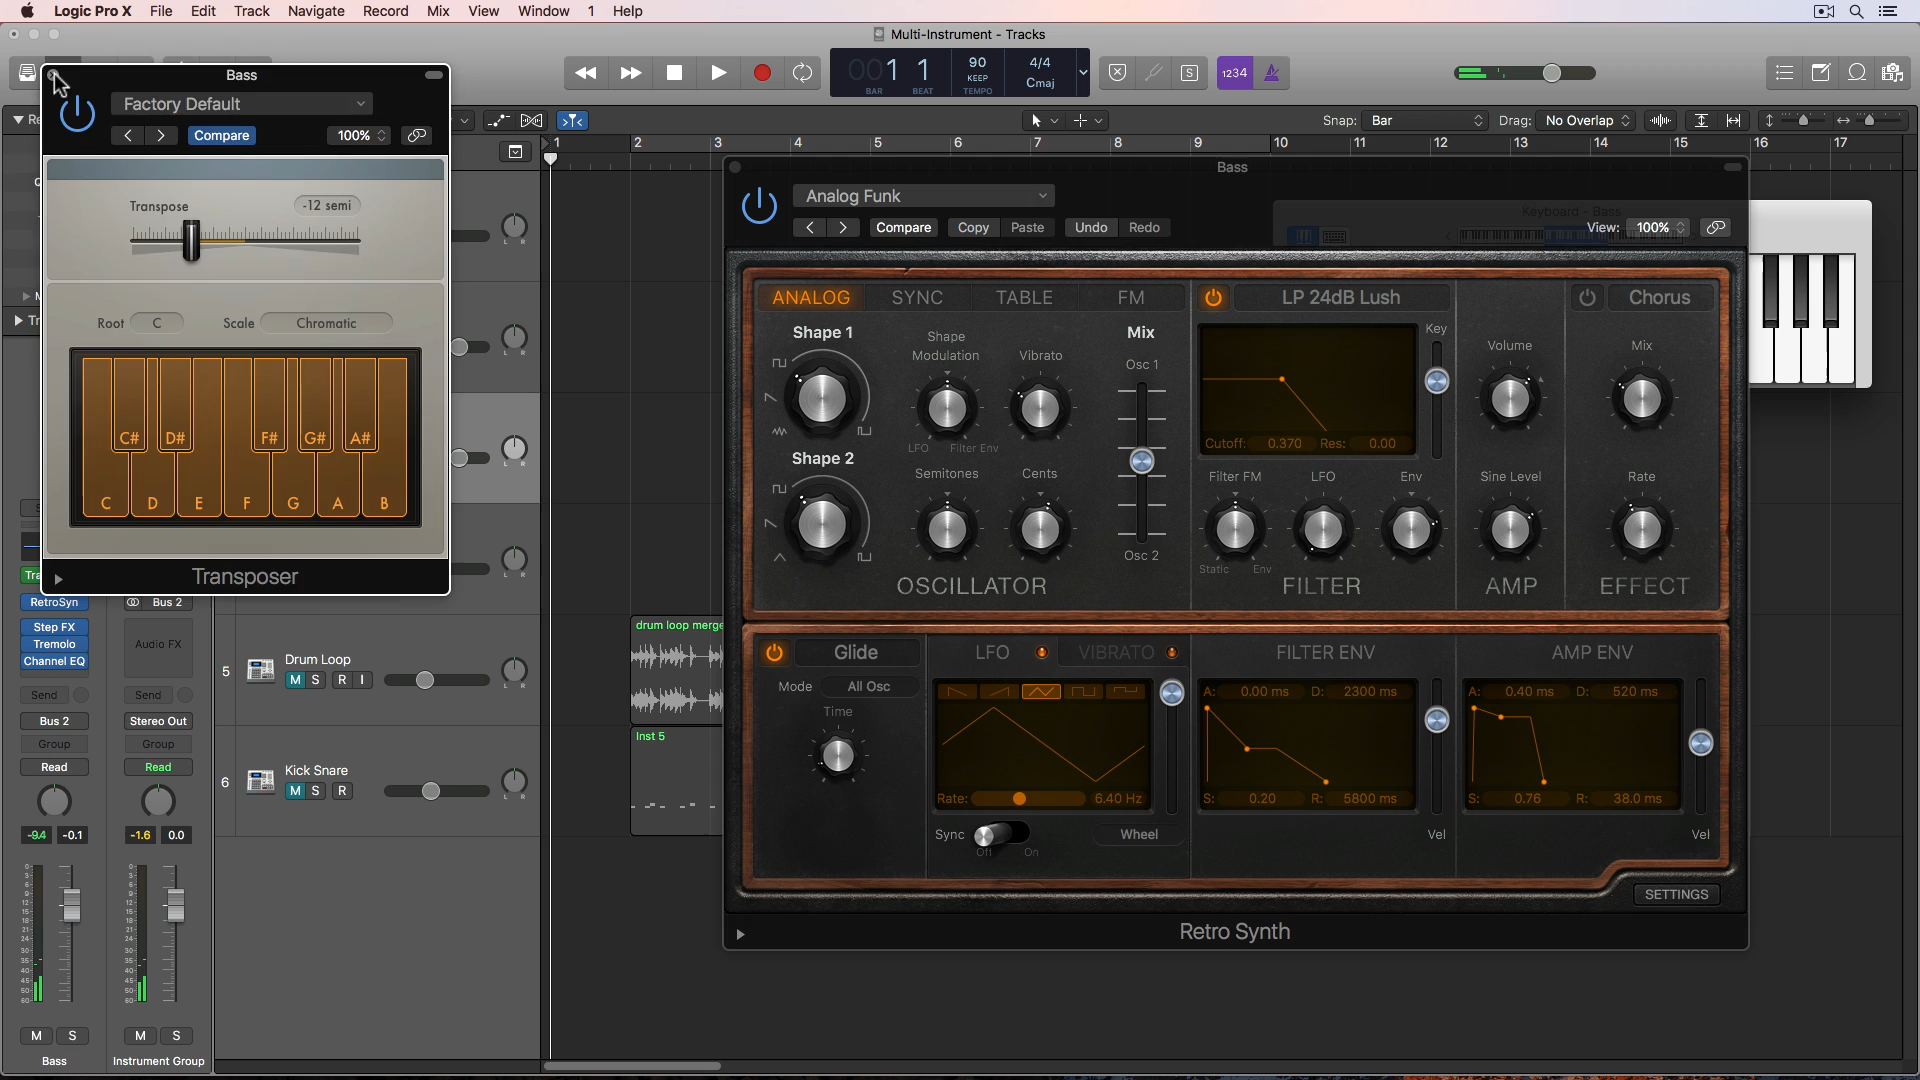 Logic Pro X File Edit Track Navigate Record Mix View Window 1 Help
Multi-Instrument - Tracks
001 1
BAR BEAT
90
KEEP
TEMPO
4/4
Cmaj
1234
S
Snap: Bar
Drag: No Overlap
1 2 3 4 5 6 7 8 9 10 11 12 13 14 15 16 17
Bass
Factory Default
Compare
100%
Transpose
-12 semi
Root C
Scale Chromatic
C# D# F# G# A#
C D E F G A B
Transposer
Bass
Analog Funk
Compare Copy Paste Undo Redo
Keyboard - Bass
View: 100%
ANALOG SYNC TABLE FM
Shape 1
Shape Modulation
Vibrato
LFO Filter Env
Shape 2
Semitones
Cents
Mix
Osc 1
Osc 2
OSCILLATOR
LP 24dB Lush
Key
Cutoff: 0.370 Res: 0.00
Filter FM
LFO
Env
Static Env
FILTER
Volume
Sine Level
AMP
Chorus
Mix
Rate
EFFECT
Glide
Mode All Osc
Time
LFO
VIBRATO
Rate: 6.40 Hz
Sync
Off On
Wheel
FILTER ENV
A: 0.00 ms D: 2300 ms
S: 0.20 R: 5800 ms
Vel
AMP ENV
A: 0.40 ms D: 520 ms
S: 0.76 R: 38.0 ms
Vel
SETTINGS
Retro Synth
RetroSyn
Bus 2
Step FX
Tremolo
Channel EQ
Audio FX
Send
Send
Bus 2
Stereo Out
Group
Group
Read
Read
-9.4 -0.1
-1.6 0.0
M S
M S
Bass
Instrument Group
5
Drum Loop
M S R I
6
Kick Snare
M S R
drum loop merge
Inst 5